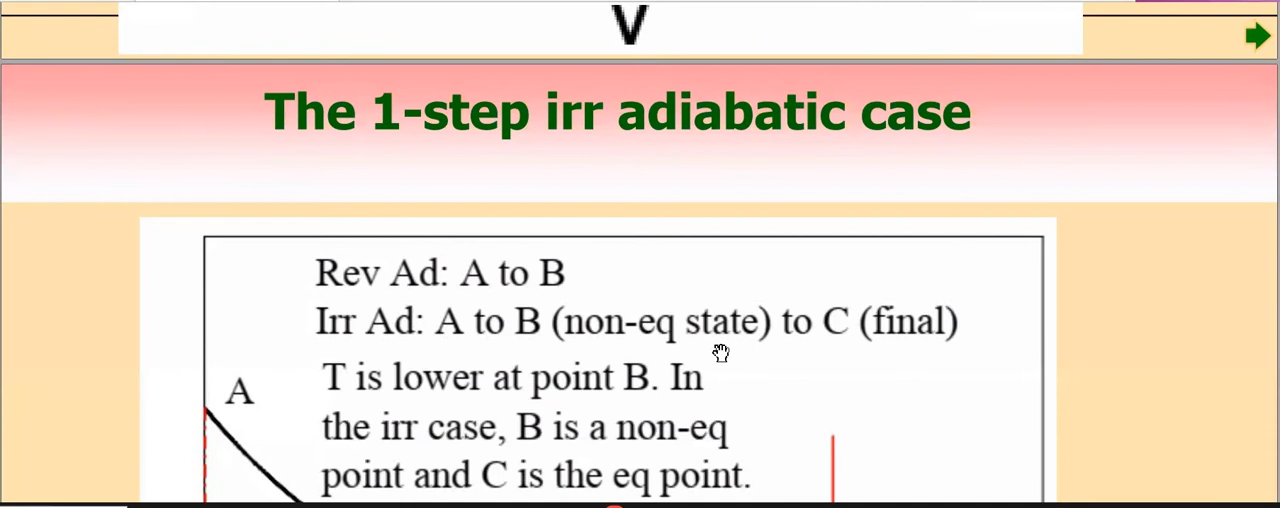 V
The 1-step irr adiabatic case
Rev Ad: A to B
Irr Ad: A to B (non-eq state) to C (final)
T is lower at point B. In
A
the irr case, B is a non-eq
point and C is the eq point.